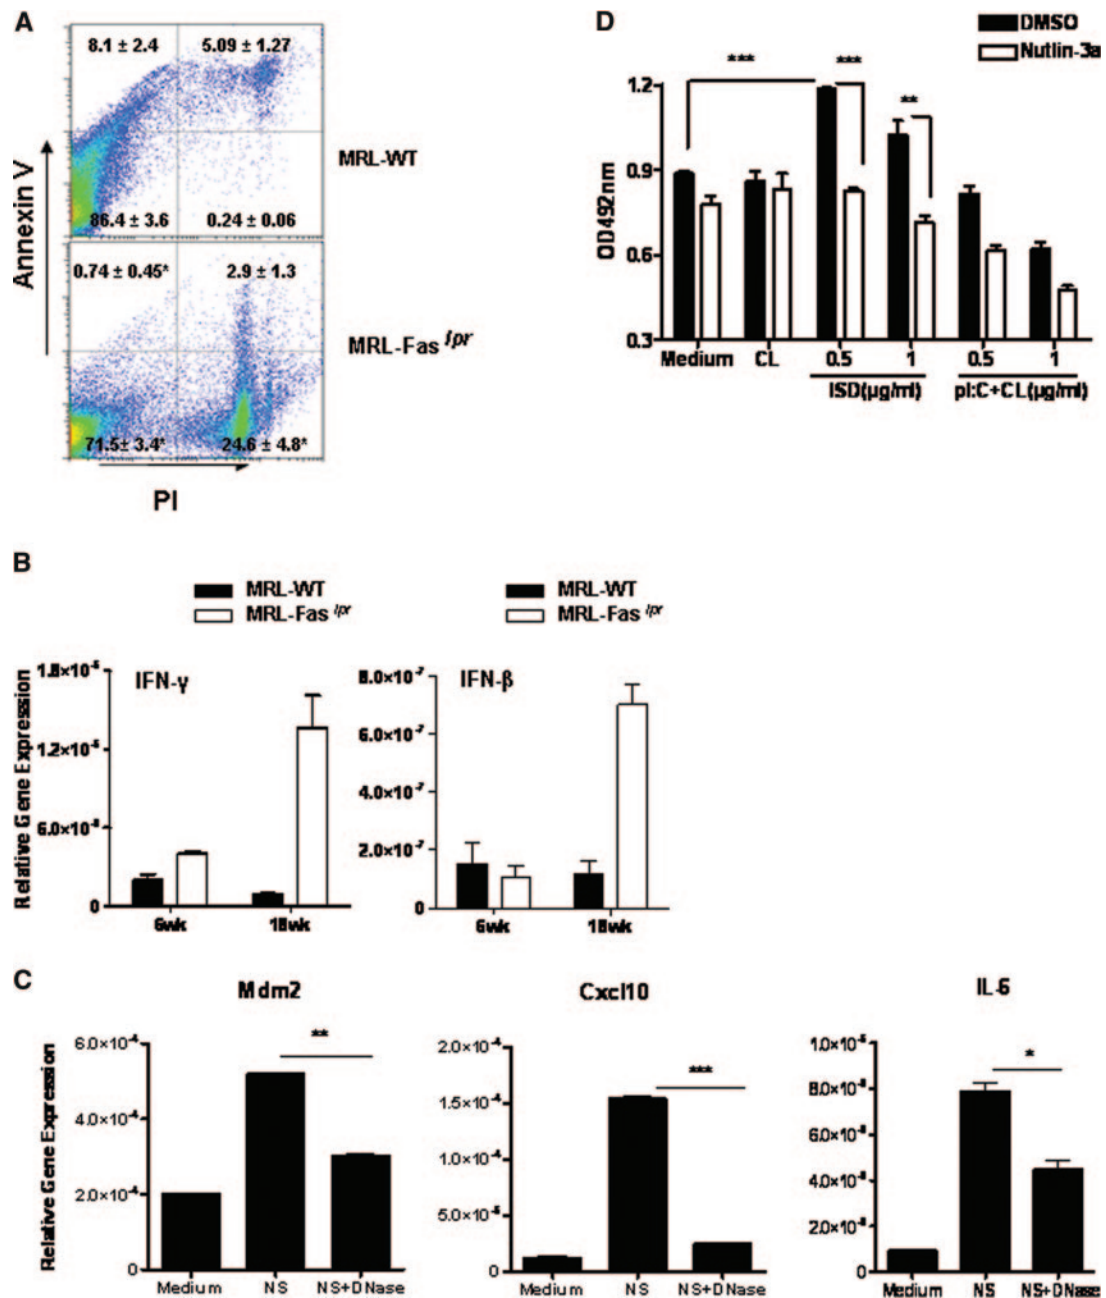 A
8.1 ± 2.4
5.09 ± 1.27
86.4 ± 3.6
0.24 ± 0.06
MRL-WT
0.74 ± 0.45*
2.9 ± 1.3
71.5± 3.4*
24.6 ± 4.8*
MRL-Fas lpr
Annexin V
PI
D
DMSO
Nutlin-3a
***
***
**
OD492nm
1.2
0.9
0.6
0.3
Medium
CL
0.5
1
0.5
1
ISD(μg/ml)
pI:C+CL(μg/ml)
B
MRL-WT
MRL-Fas lpr
MRL-WT
MRL-Fas lpr
Relative Gene Expression
IFN-γ
1.2×10-5
0
6wk
18wk
IFN-β
8.0×10-7
6.0×10-7
4.0×10-7
2.0×10-7
0
6wk
18wk
C
Relative Gene Expression
Mdm2
**
6.0×10-4
4.0×10-4
2.0×10-4
0
Medium
NS
NS+DNase
Cxcl10
***
2.0×10-4
1.5×10-4
1.0×10-4
0
Medium
NS
NS+DNase
IL-6
*
1.0×10-5
0
Medium
NS
NS+DNase